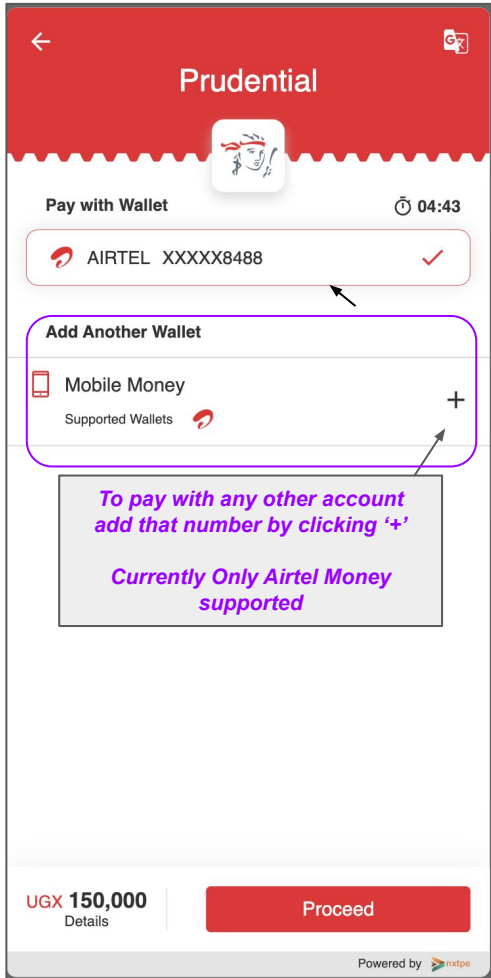 Prudential
Pay with Wallet
04:43
AIRTEL XXXXX8488
Add Another Wallet
Mobile Money
Supported Wallets
To pay with any other account
add that number by clicking ‘+’
Currently Only Airtel Money
supported
UGX 150,000
Details
Proceed
Powered by nxtpe